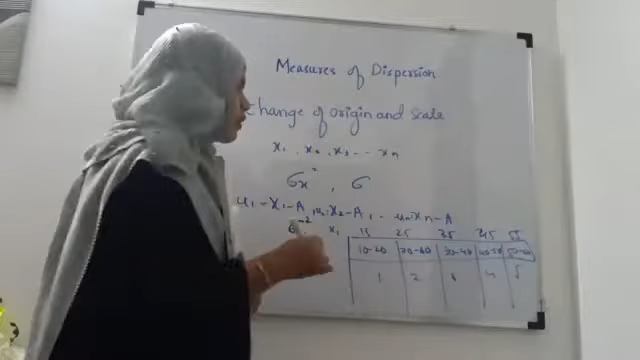 Measures of Dispersion
Change of origin and scale
x₁, x₂, x₃ ... xₙ
σx², σ
u₁ = x₁-A, u₂ = x₂-A, ... uₙ = xₙ-A
x₁ 15 25 35 45 55
10-20 20-30 30-40 40-50 50-60
1 2 4 5